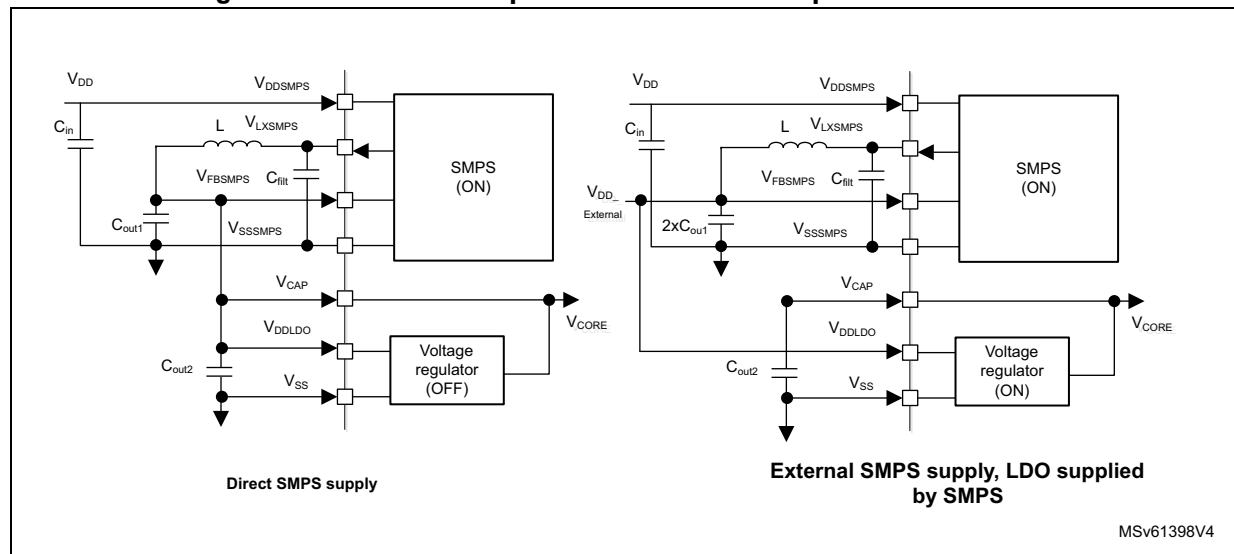 V_DD
V_DDSMPS
C_in
L
V_LXSMPS
V_FBSMPS
C_filt
SMPS
(ON)
C_out1
V_SSSMPS
V_CAP
V_CORE
V_DDLDO
C_out2
V_SS
Voltage
regulator
(OFF)
Direct SMPS supply
V_DD
V_DDSMPS
C_in
L
V_LXSMPS
V_FBSMPS
C_filt
SMPS
(ON)
V_DD_
External
2xC_ou1
V_SSSMPS
V_CAP
V_CORE
V_DDLDO
C_out2
V_SS
Voltage
regulator
(ON)
External SMPS supply, LDO supplied
by SMPS
MSv61398V4